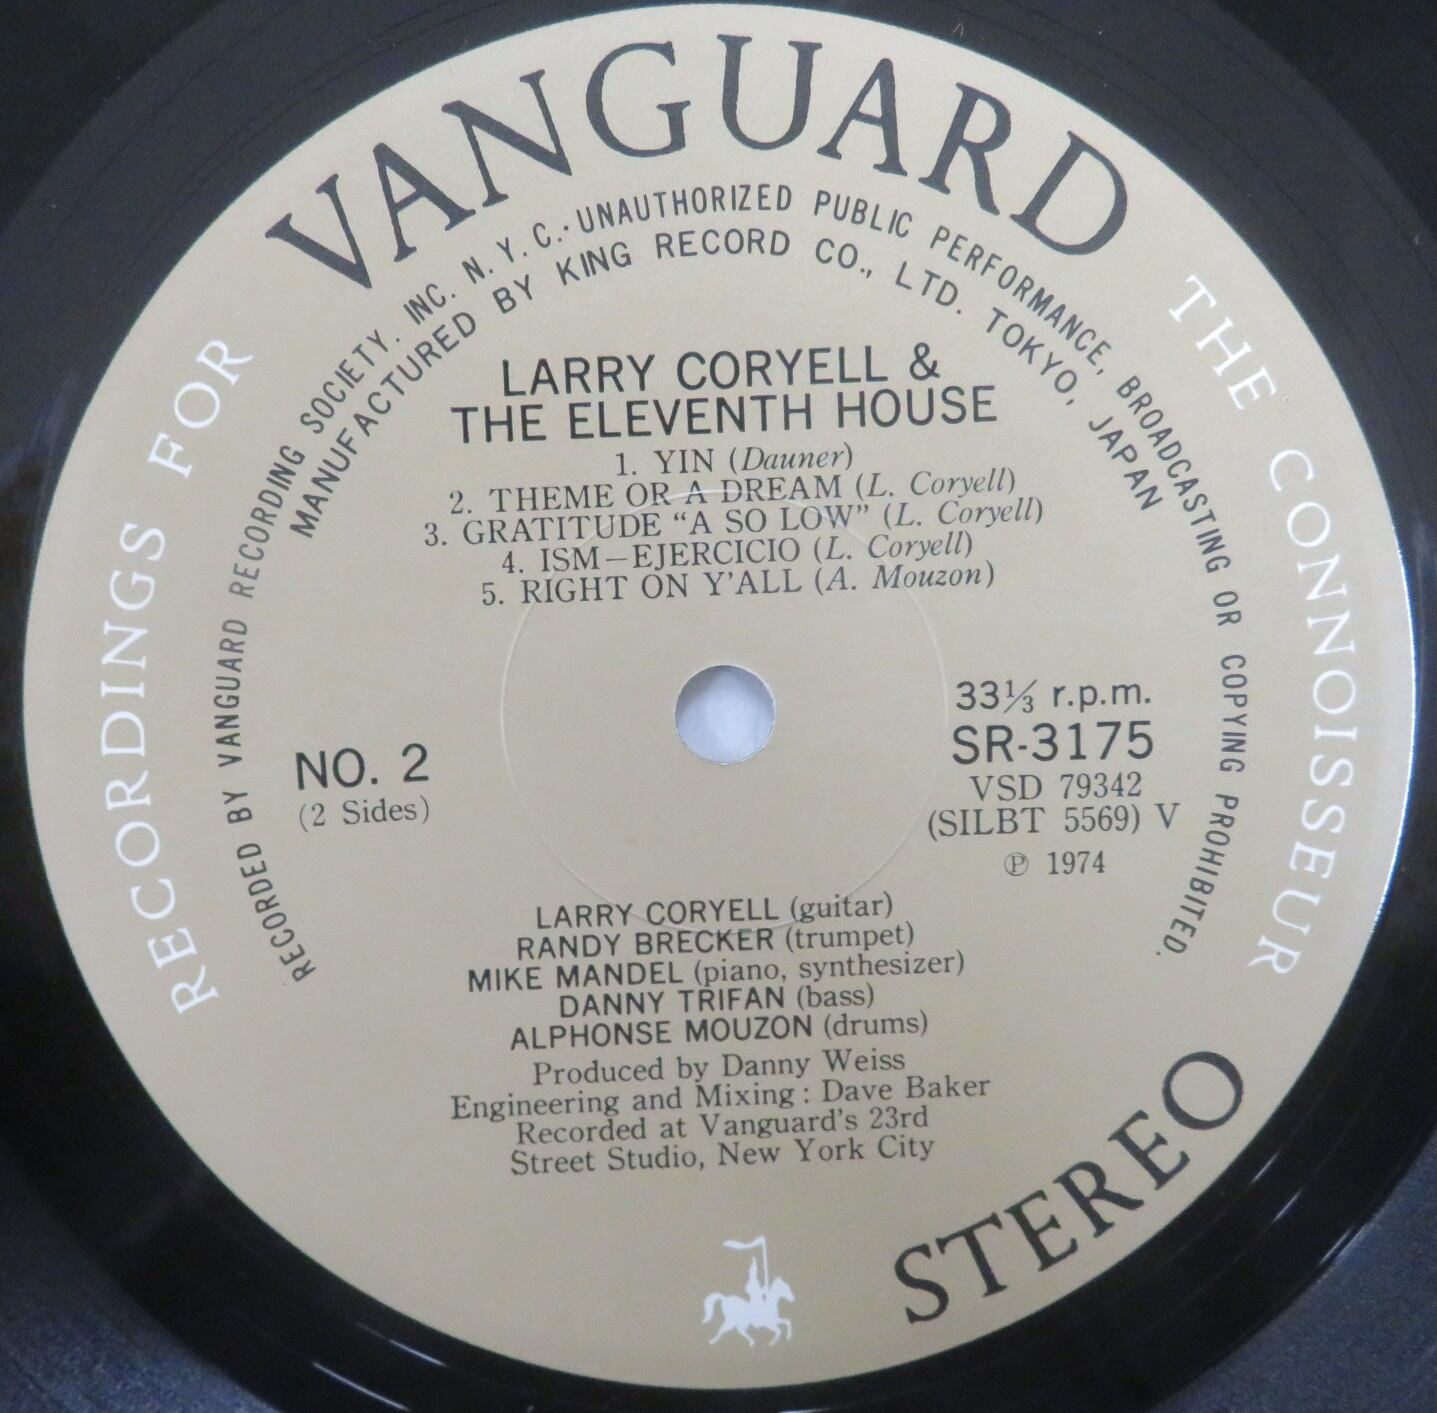 VANGUARD
RECORDINGS FOR THE CONNOISSEUR
RECORDED BY VANGUARD RECORDING SOCIETY. INC. N. Y. C.· UNAUTHORIZED PUBLIC PERFORMANCE, BROADCASTING OR COPYING PROHIBITED.
MANUFACTURED BY KING RECORD CO., LTD. TOKYO, JAPAN
LARRY CORYELL &
THE ELEVENTH HOUSE
1. YIN (Dauner)
2. THEME OR A DREAM (L. Coryell)
3. GRATITUDE “A SO LOW” (L. Coryell)
4. ISM–EJERCICIO (L. Coryell)
5. RIGHT ON Y'ALL (A. Mouzon)
NO. 2
(2 Sides)
33⅓ r.p.m.
SR-3175
VSD 79342
(SILBT 5569) V
℗ 1974
LARRY CORYELL (guitar)
RANDY BRECKER (trumpet)
MIKE MANDEL (piano, synthesizer)
DANNY TRIFAN (bass)
ALPHONSE MOUZON (drums)
Produced by Danny Weiss
Engineering and Mixing : Dave Baker
Recorded at Vanguard's 23rd
Street Studio, New York City
STEREO